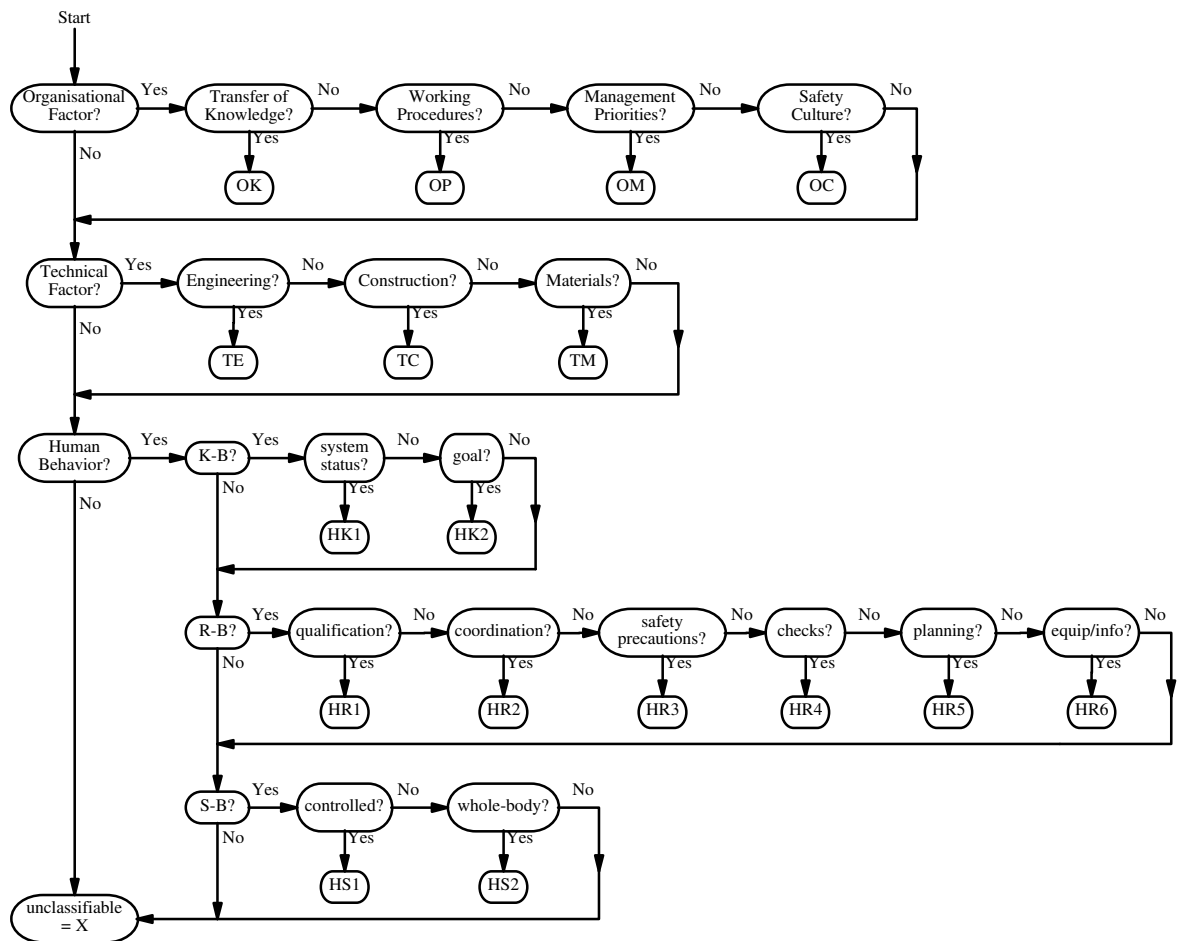 Start
Organisational
Factor?
Yes
Transfer of
Knowledge?
No
Working
Procedures?
No
Management
Priorities?
No
Safety
Culture?
No
No
Yes
Yes
Yes
Yes
OK
OP
OM
OC
Technical
Factor?
Yes
Engineering?
No
Construction?
No
Materials?
No
No
Yes
Yes
Yes
TE
TC
TM
Human
Behavior?
Yes
K-B?
Yes
system
status?
No
goal?
No
No
No
Yes
Yes
HK1
HK2
R-B?
Yes
qualification?
No
coordination?
No
safety
precautions?
No
checks?
No
planning?
No
equip/info?
No
No
Yes
Yes
Yes
Yes
Yes
Yes
HR1
HR2
HR3
HR4
HR5
HR6
S-B?
Yes
controlled?
No
whole-body?
No
No
Yes
Yes
HS1
HS2
unclassifiable
= X